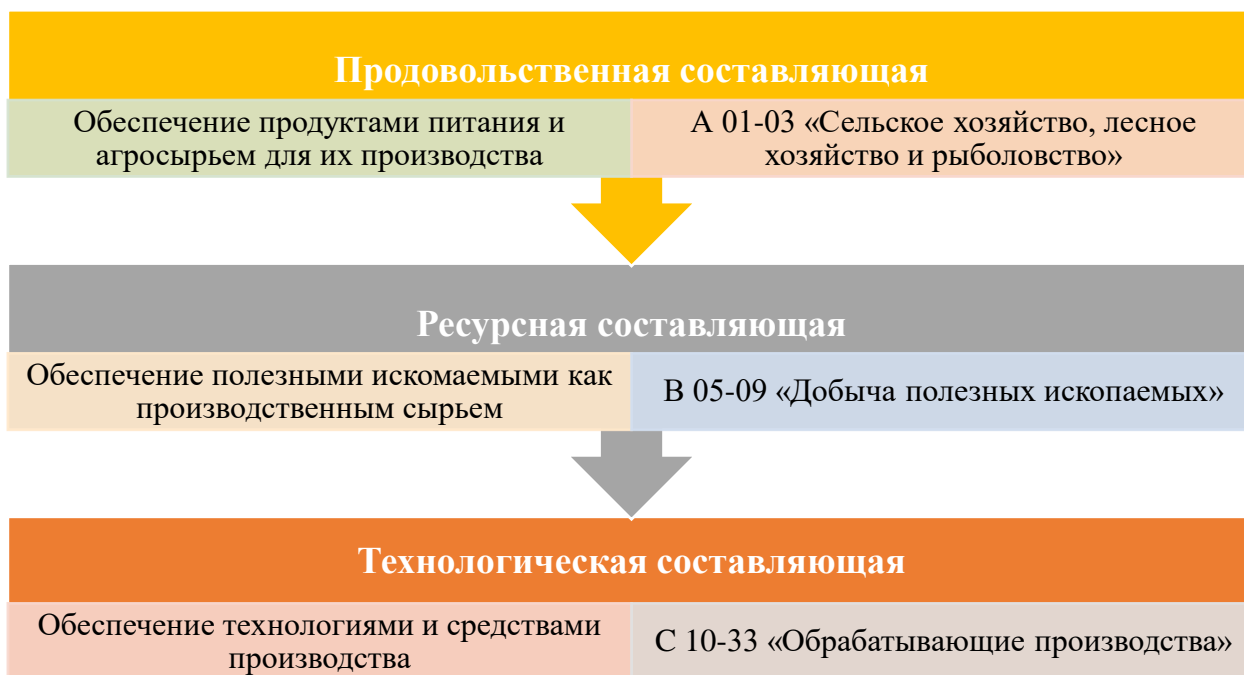 Продовольственная составляющая
Обеспечение продуктами питания и
агросырьем для их производства
А 01-03 «Сельское хозяйство, лесное
хозяйство и рыболовство»
Ресурсная составляющая
Обеспечение полезными искомаемыми как
производственным сырьем
В 05-09 «Добыча полезных ископаемых»
Технологическая составляющая
Обеспечение технологиями и средствами
производства
С 10-33 «Обрабатывающие производства»